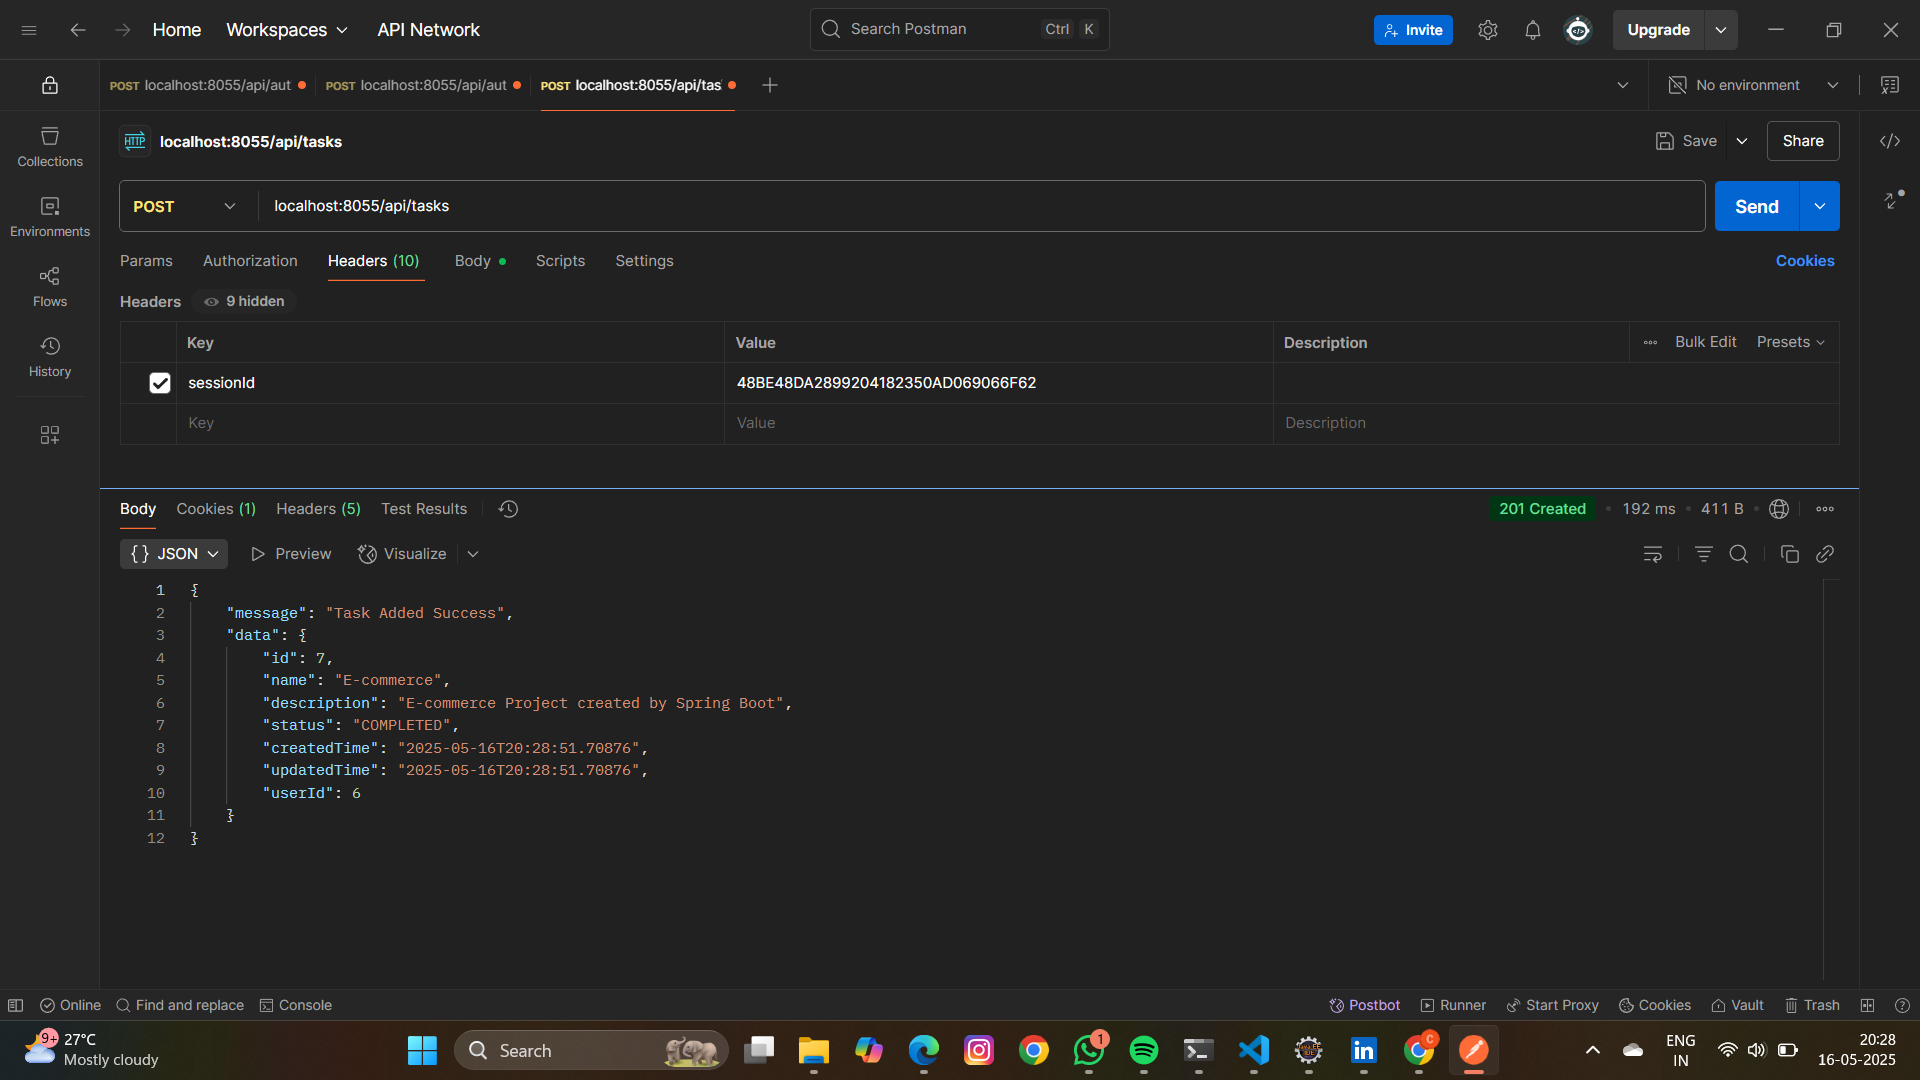 Home Workspaces API Network Search Postman Ctrl K Invite Upgrade
POST localhost:8055/api/aut POST localhost:8055/api/aut POST localhost:8055/api/tas No environment
HTTP localhost:8055/api/tasks Save Share
Collections
POST localhost:8055/api/tasks Send
Environments
Params Authorization Headers (10) Body Scripts Settings Cookies
Flows
Headers 9 hidden
Key Value Description Bulk Edit Presets
History
sessionId 48BE48DA2899204182350AD069066F62
Key Value Description
Body Cookies (1) Headers (5) Test Results 201 Created 192 ms 411 B
{} JSON Preview Visualize
1 {
2 "message": "Task Added Success",
3 "data": {
4 "id": 7,
5 "name": "E-commerce",
6 "description": "E-commerce Project created by Spring Boot",
7 "status": "COMPLETED",
8 "createdTime": "2025-05-16T20:28:51.70876",
9 "updatedTime": "2025-05-16T20:28:51.70876",
10 "userId": 6
11 }
12 }
Online Find and replace Console Postbot Runner Start Proxy Cookies Vault Trash
9+ 27°C
Mostly cloudy
Search
1
C
ENG
IN
20:28
16-05-2025